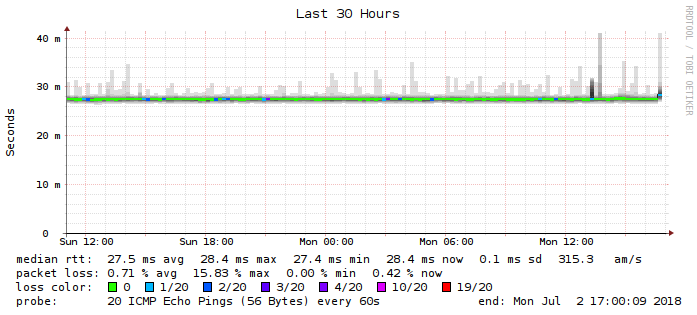 Last 30 Hours
RRDTOOL / TOBI OETIKER
Seconds
40 m
30 m
20 m
10 m
0
Sun 12:00 Sun 18:00 Mon 00:00 Mon 06:00 Mon 12:00
median rtt: 27.5 ms avg 28.4 ms max 27.4 ms min 28.4 ms now 0.1 ms sd 315.3 am/s
packet loss: 0.71 % avg 15.83 % max 0.00 % min 0.42 % now
loss color: 0 1/20 2/20 3/20 4/20 10/20 19/20
probe: 20 ICMP Echo Pings (56 Bytes) every 60s end: Mon Jul 2 17:00:09 2018